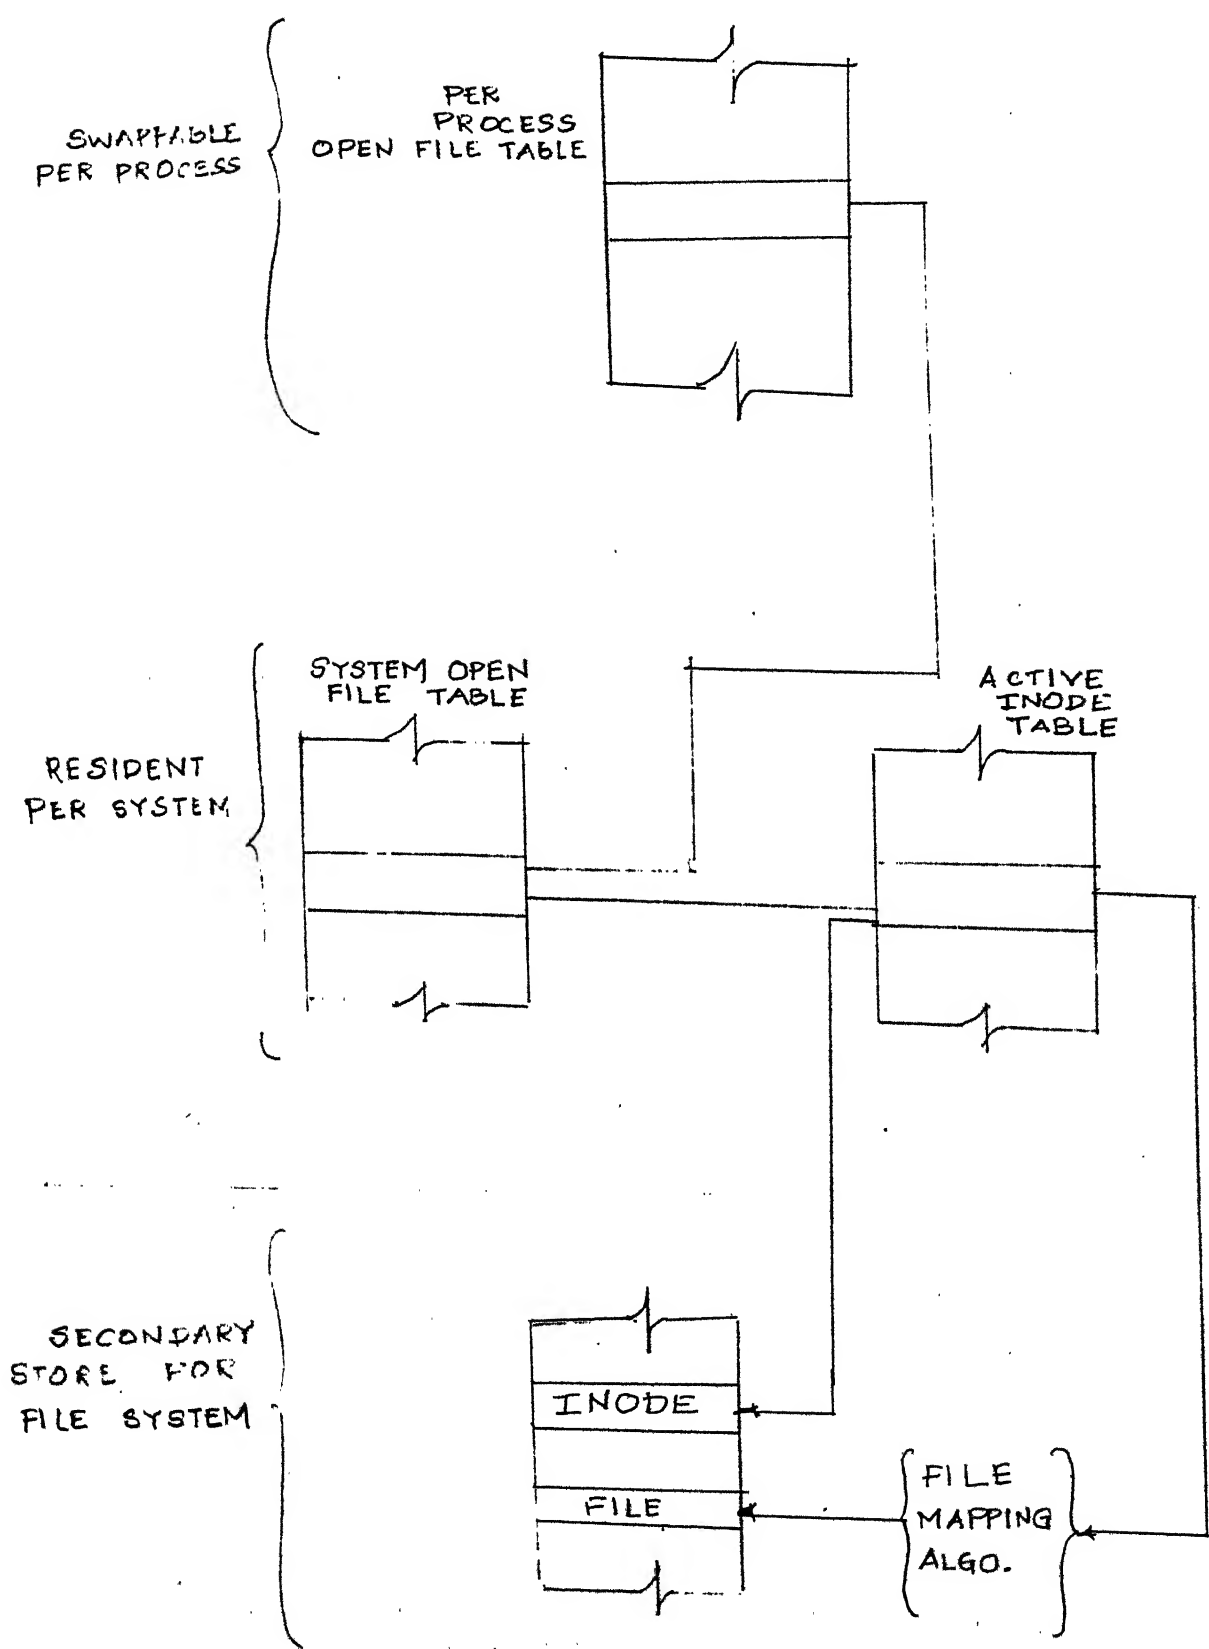 PER
PROCESS
OPEN FILE TABLE
SWAPPABLE
PER PROCESS
SYSTEM OPEN
FILE TABLE
ACTIVE
INODE
TABLE
RESIDENT
PER SYSTEM
SECONDARY
STORE FOR
FILE SYSTEM
INODE
FILE
FILE
MAPPING
ALGO.